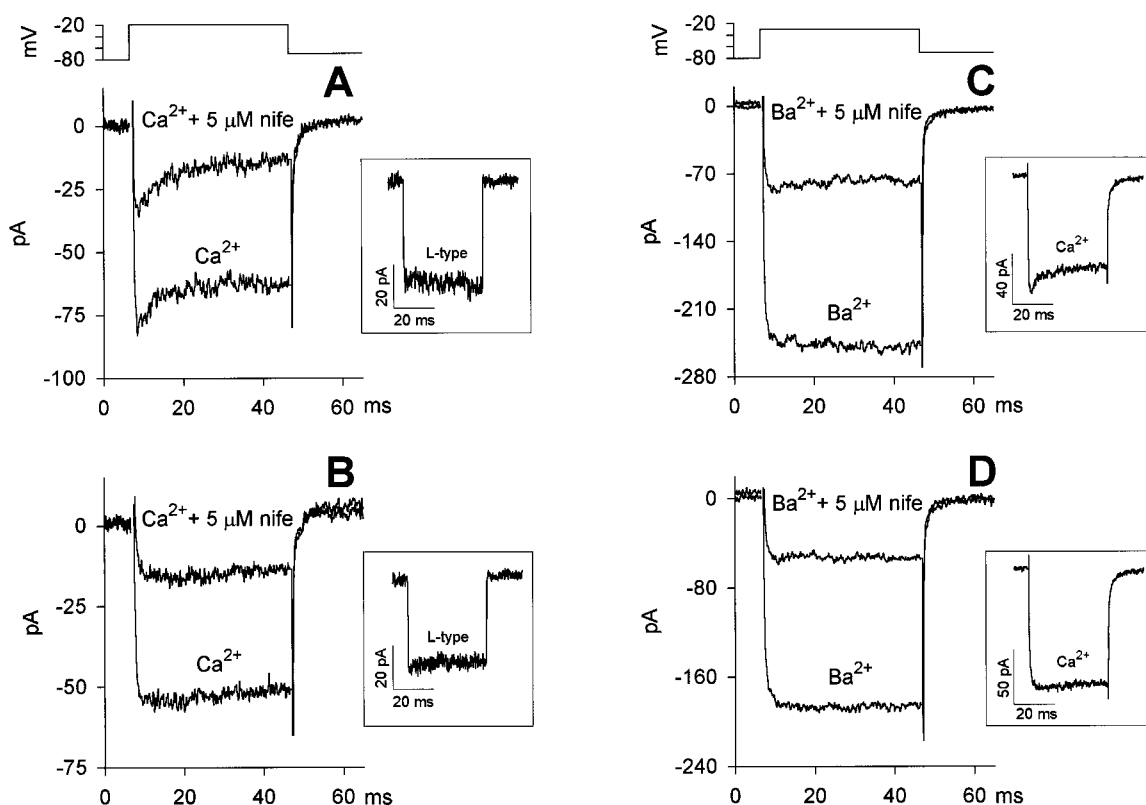 -20
mV
-80
A
0
Ca²⁺ + 5 μM nife
-25
pA
-50
Ca²⁺
-75
-100
0 20 40 60 ms
L-type
20 pA
20 ms
B
0
Ca²⁺ + 5 μM nife
-25
pA
Ca²⁺
-50
-75
0 20 40 60 ms
L-type
20 pA
20 ms
-20
mV
-80
C
0
Ba²⁺ + 5 μM nife
-70
pA
-140
-210
Ba²⁺
-280
0 20 40 60 ms
Ca²⁺
40 pA
20 ms
D
0
Ba²⁺ + 5 μM nife
-80
pA
-160
Ba²⁺
-240
0 20 40 60 ms
Ca²⁺
50 pA
20 ms